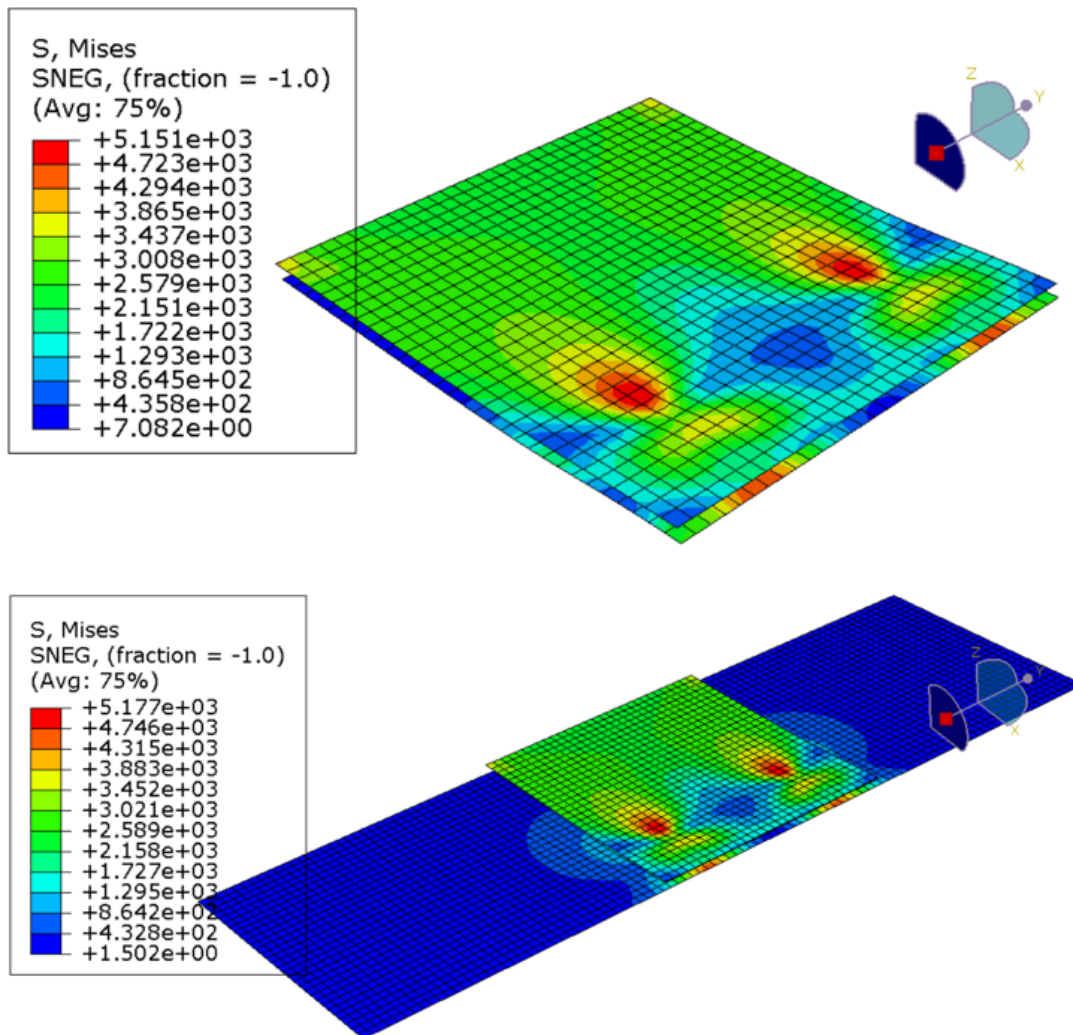 S, Mises
SNEG, (fraction = -1.0)
(Avg: 75%)
+5.151e+03
+4.723e+03
+4.294e+03
+3.865e+03
+3.437e+03
+3.008e+03
+2.579e+03
+2.151e+03
+1.722e+03
+1.293e+03
+8.645e+02
+4.358e+02
+7.082e+00
Z
Y
X
S, Mises
SNEG, (fraction = -1.0)
(Avg: 75%)
+5.177e+03
+4.746e+03
+4.315e+03
+3.883e+03
+3.452e+03
+3.021e+03
+2.589e+03
+2.158e+03
+1.727e+03
+1.295e+03
+8.642e+02
+4.328e+02
+1.502e+00
Z
Y
X